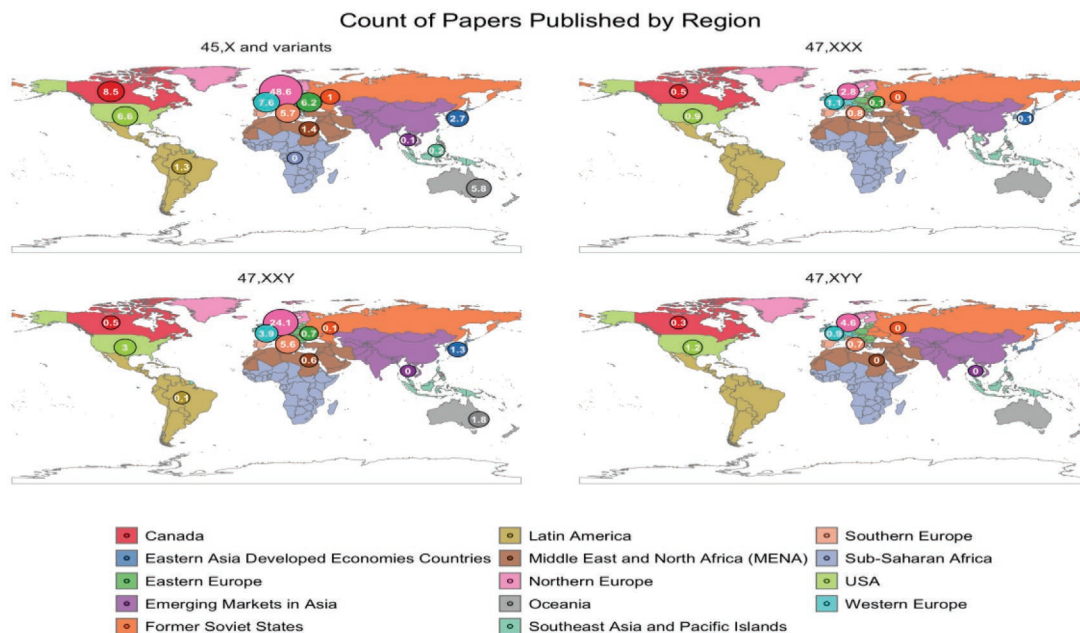 Count of Papers Published by Region
45,X and variants
8.5
48.6
7.6
6.2
1
6.6
5.7
2.7
1.4
0.1
0
1.3
5.8
47,XXX
0.5
2.8
0
1.1
0.1
0.9
0.8
0.1
47,XXY
0.5
24.1
0.1
3.9
0.7
3
5.6
1.3
0.6
0
0.1
1.8
47,XYY
0.3
4.6
0
0.9
1.2
0.7
0
0
Canada
Latin America
Southern Europe
Eastern Asia Developed Economies Countries
Middle East and North Africa (MENA)
Sub-Saharan Africa
Eastern Europe
Northern Europe
USA
Emerging Markets in Asia
Oceania
Western Europe
Former Soviet States
Southeast Asia and Pacific Islands